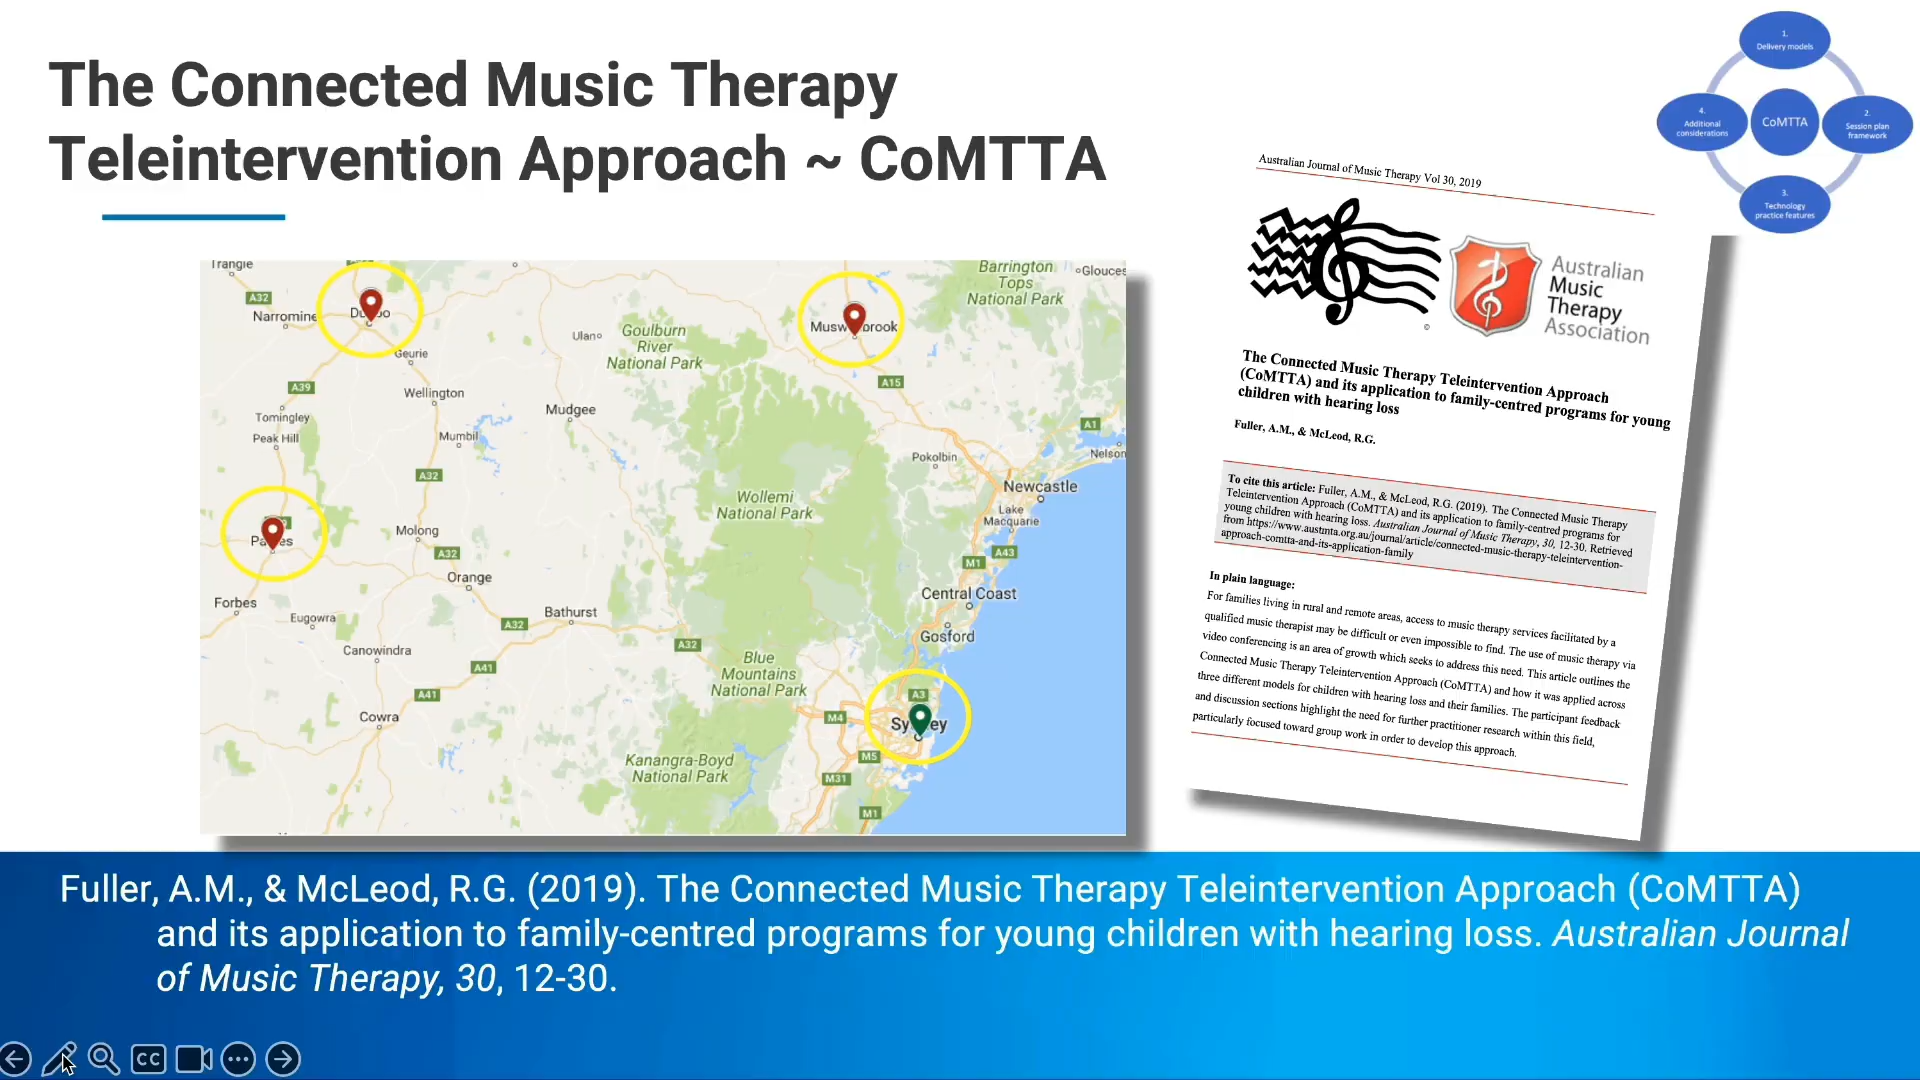 The Connected Music Therapy
Teleintervention Approach ~ CoMTTA
1.
Delivery models
4.
Additional
considerations
CoMTTA
2.
Session plan
framework
3.
Technology
practice features
Trangie
A32
Narromine
Geurie
A39
Wellington
Tomingley
Peak Hill
Mumbil
A32
Molong
A32
Orange
Forbes
Eugowra
Canowindra
A32
Bathurst
A41
A41
Cowra
Ulan
Goulburn
River
National Park
Mudgee
A15
Barrington
Tops
National Park
A1
Pokolbin
Newcastle
Lake
Macquarie
Wollemi
National Park
A43
M1
Central Coast
Gosford
A32
Blue
Mountains
National Park
A3
M4
M5
Kanangra-Boyd
National Park
M31
M1
Australian Journal of Music Therapy Vol 30, 2019
©
Australian
Music
Therapy
Association
The Connected Music Therapy Teleintervention Approach
(CoMTTA) and its application to family-centred programs for young
children with hearing loss
Fuller, A.M., & McLeod, R.G.
To cite this article: Fuller, A.M., & McLeod, R.G. (2019). The Connected Music Therapy
Teleintervention Approach (CoMTTA) and its application to family-centred programs for
young children with hearing loss. Australian Journal of Music Therapy, 30, 12-30. Retrieved
from https://www.austmta.org.au/journal/article/connected-music-therapy-teleintervention-
approach-comtta-and-its-application-family
In plain language:
For families living in rural and remote areas, access to music therapy services facilitated by a
qualified music therapist may be difficult or even impossible to find. The use of music therapy via
video conferencing is an area of growth which seeks to address this need. This article outlines the
Connected Music Therapy Teleintervention Approach (CoMTTA) and how it was applied across
three different models for children with hearing loss and their families. The participant feedback
and discussion sections highlight the need for further practitioner research within this field,
particularly focused toward group work in order to develop this approach.
Fuller, A.M., & McLeod, R.G. (2019). The Connected Music Therapy Teleintervention Approach (CoMTTA)
and its application to family-centred programs for young children with hearing loss. Australian Journal
of Music Therapy, 30, 12-30.
CC